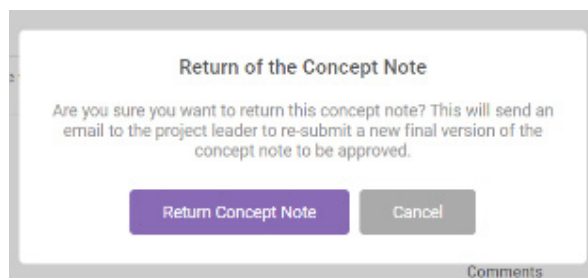 Return of the Concept Note
Are you sure you want to return this concept note? This will send an
email to the project leader to re-submit a new final version of the
concept note to be approved.
Return Concept Note Cancel
Comments